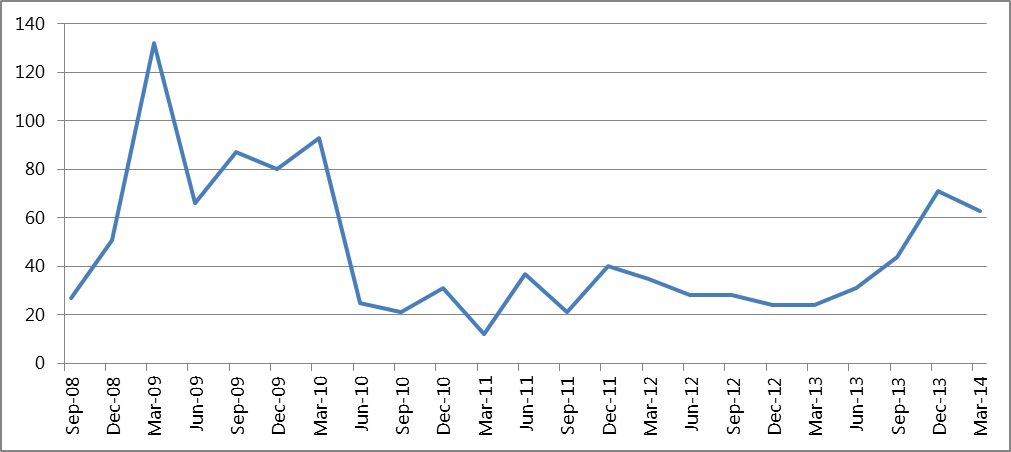 140
120
100
80
60
40
20
0
Sep-08
Dec-08
Mar-09
Jun-09
Sep-09
Dec-09
Mar-10
Jun-10
Sep-10
Dec-10
Mar-11
Jun-11
Sep-11
Dec-11
Mar-12
Jun-12
Sep-12
Dec-12
Mar-13
Jun-13
Sep-13
Dec-13
Mar-14